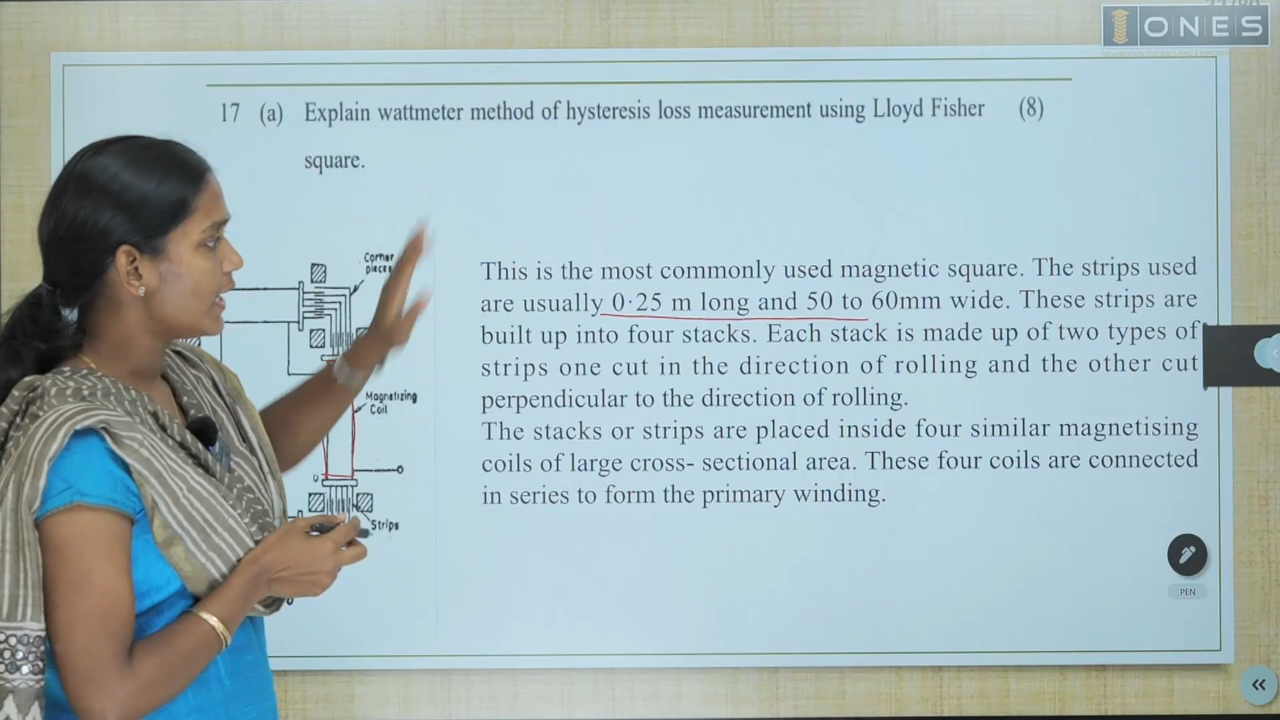 ONES
17 (a) Explain wattmeter method of hysteresis loss measurement using Lloyd Fisher (8)
square.
Corner
pieces
This is the most commonly used magnetic square. The strips used
are usually 0·25 m long and 50 to 60mm wide. These strips are
built up into four stacks. Each stack is made up of two types of
strips one cut in the direction of rolling and the other cut
perpendicular to the direction of rolling.
The stacks or strips are placed inside four similar magnetising
coils of large cross- sectional area. These four coils are connected
in series to form the primary winding.
Magnetizing
Coil
Strips
PEN